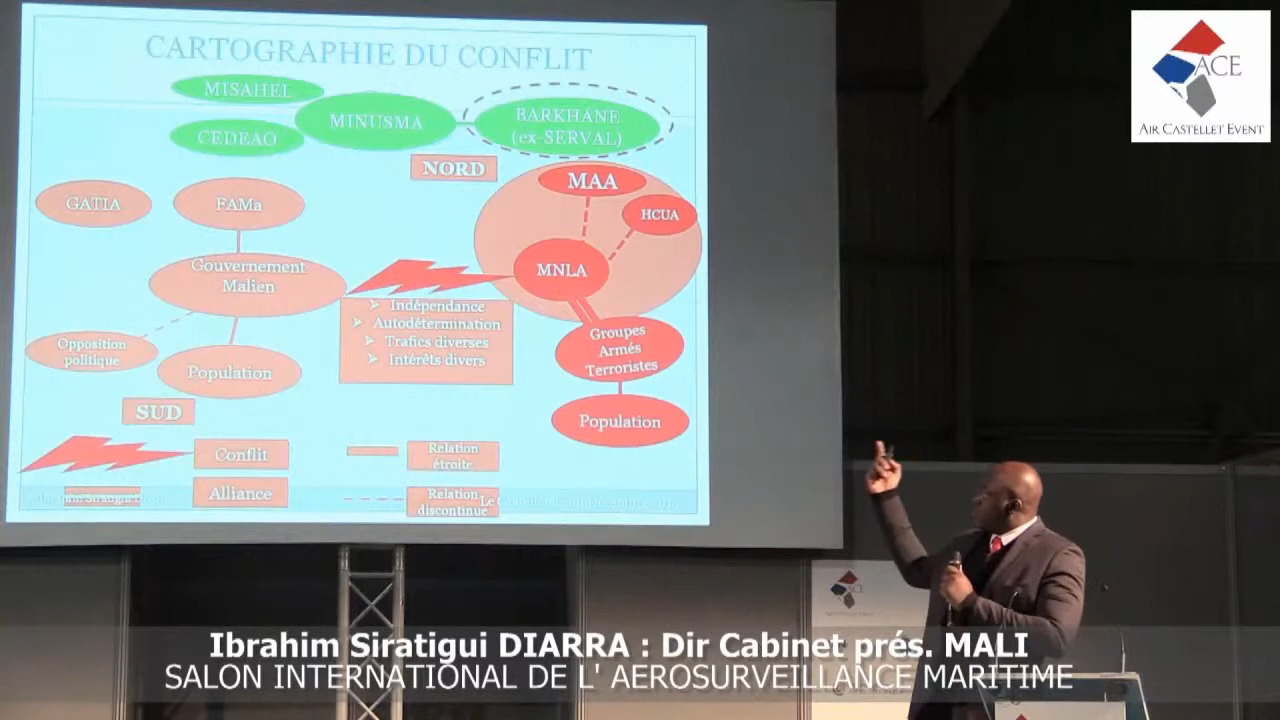 CARTOGRAPHIE DU CONFLIT
MISAHEL
MINUSMA
CEDEAO
BARKHANE
(ex-SERVAL)
NORD
MAA
GATIA
FAMa
HCUA
Gouvernement
Malien
MNLA
Indépendance
Autodétermination
Trafics diverses
Intérêts divers
Opposition
politique
Population
Groupes
Armés
Terroristes
Population
SUD
Conflit
Relation
étroite
Alliance
Relation
discontinue
ACE
AIR CASTELLET EVENT
ACE
Ibrahim Siratigui DIARRA : Dir Cabinet prés. MALI
SALON INTERNATIONAL DE L' AEROSURVEILLANCE MARITIME